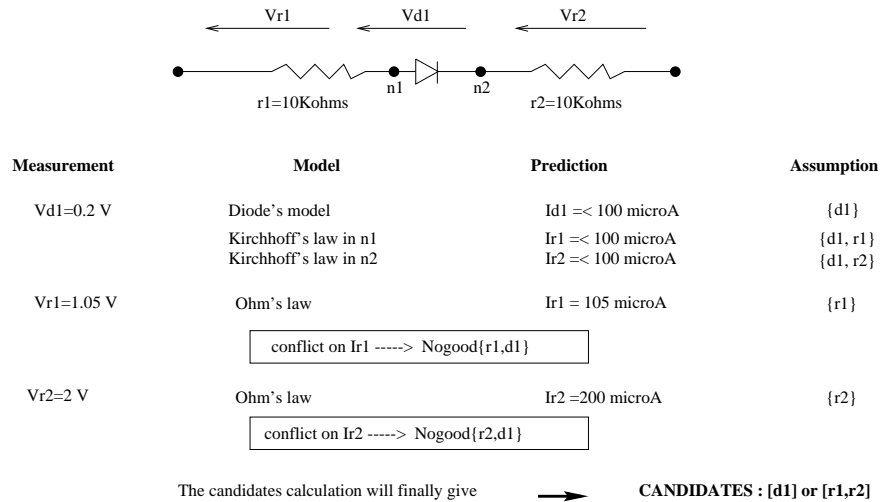 Vr1 Vd1 Vr2
n1 n2
r1=10Kohms r2=10Kohms
Measurement Model Prediction Assumption
Vd1=0.2 V Diode's model Id1 =< 100 microA {d1}
Kirchhoff's law in n1 Ir1 =< 100 microA {d1, r1}
Kirchhoff's law in n2 Ir2 =< 100 microA {d1, r2}
Vr1=1.05 V Ohm's law Ir1 = 105 microA {r1}
conflict on Ir1 -----> Nogood{r1,d1}
Vr2=2 V Ohm's law Ir2 =200 microA {r2}
conflict on Ir2 -----> Nogood{r2,d1}
The candidates calculation will finally give CANDIDATES : [d1] or [r1,r2]